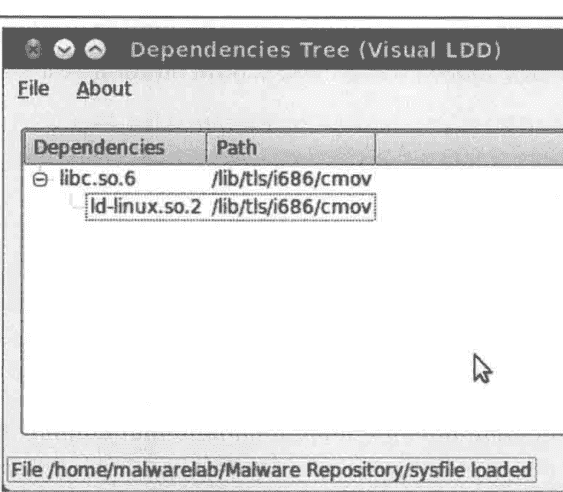 Dependencies Tree (Visual LDD)
File About
Dependencies Path
libc.so.6 /lib/tls/i686/cmov
ld-linux.so.2 /lib/tls/i686/cmov
File /home/malwarelab/Malware Repository/sysfile loaded